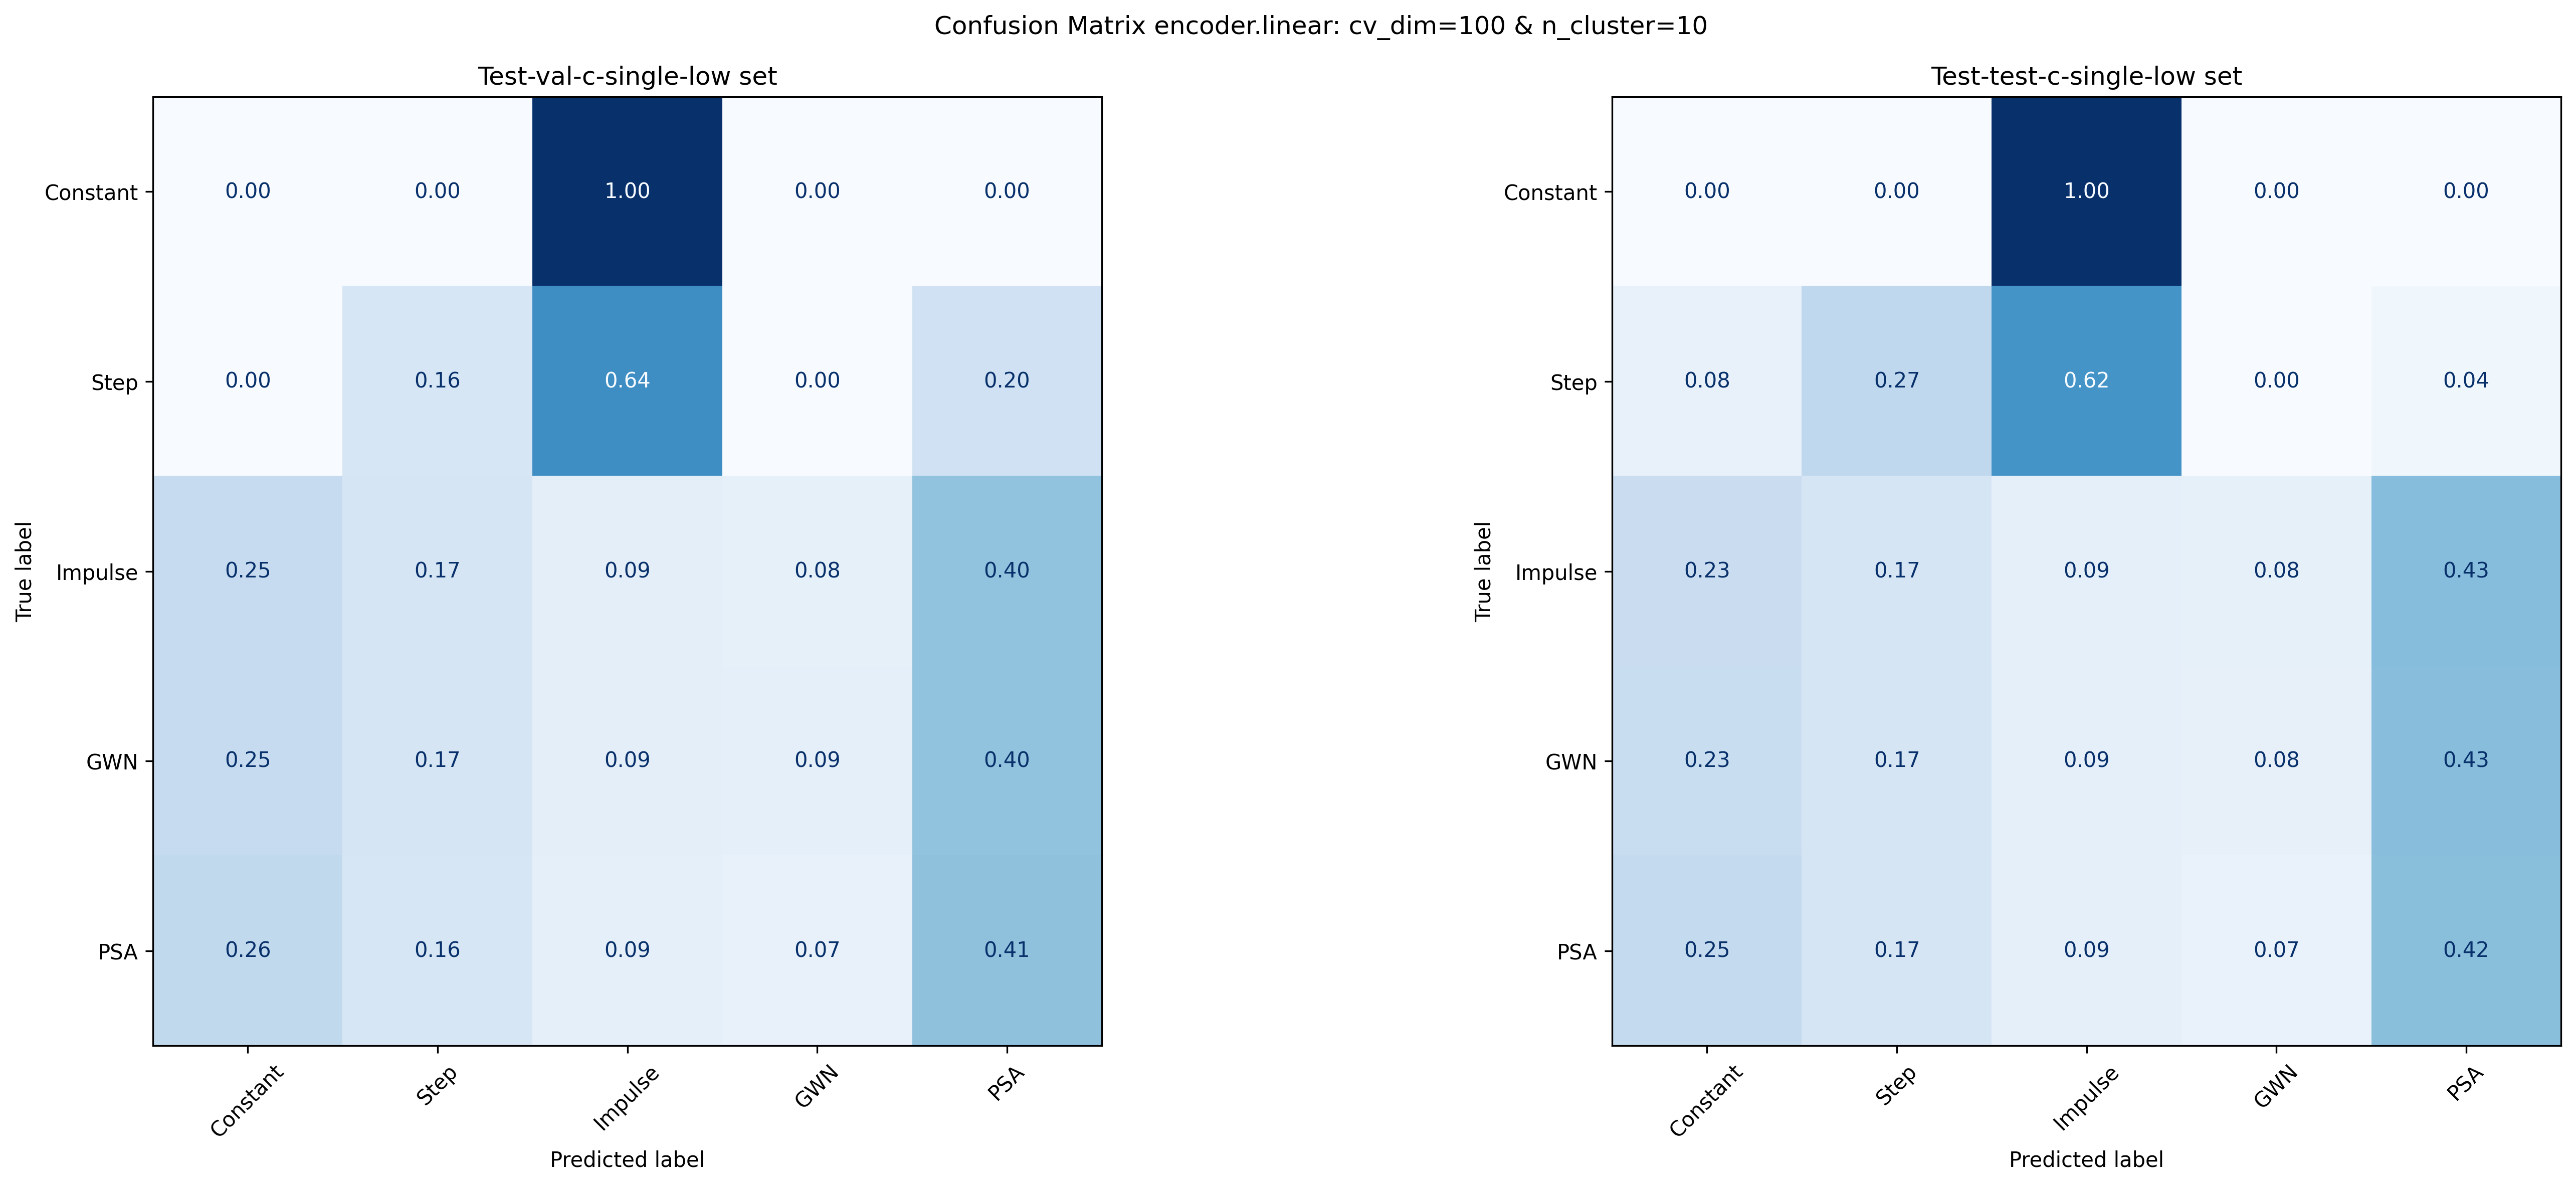 Confusion Matrix encoder.linear: cv_dim=100 & n_cluster=10
Test-val-c-single-low set
True label
Constant 0.00 0.00 1.00 0.00 0.00
Step 0.00 0.16 0.64 0.00 0.20
Impulse 0.25 0.17 0.09 0.08 0.40
GWN 0.25 0.17 0.09 0.09 0.40
PSA 0.26 0.16 0.09 0.07 0.41
Constant Step Impulse GWN PSA
Predicted label
Test-test-c-single-low set
True label
Constant 0.00 0.00 1.00 0.00 0.00
Step 0.08 0.27 0.62 0.00 0.04
Impulse 0.23 0.17 0.09 0.08 0.43
GWN 0.23 0.17 0.09 0.08 0.43
PSA 0.25 0.17 0.09 0.07 0.42
Constant Step Impulse GWN PSA
Predicted label